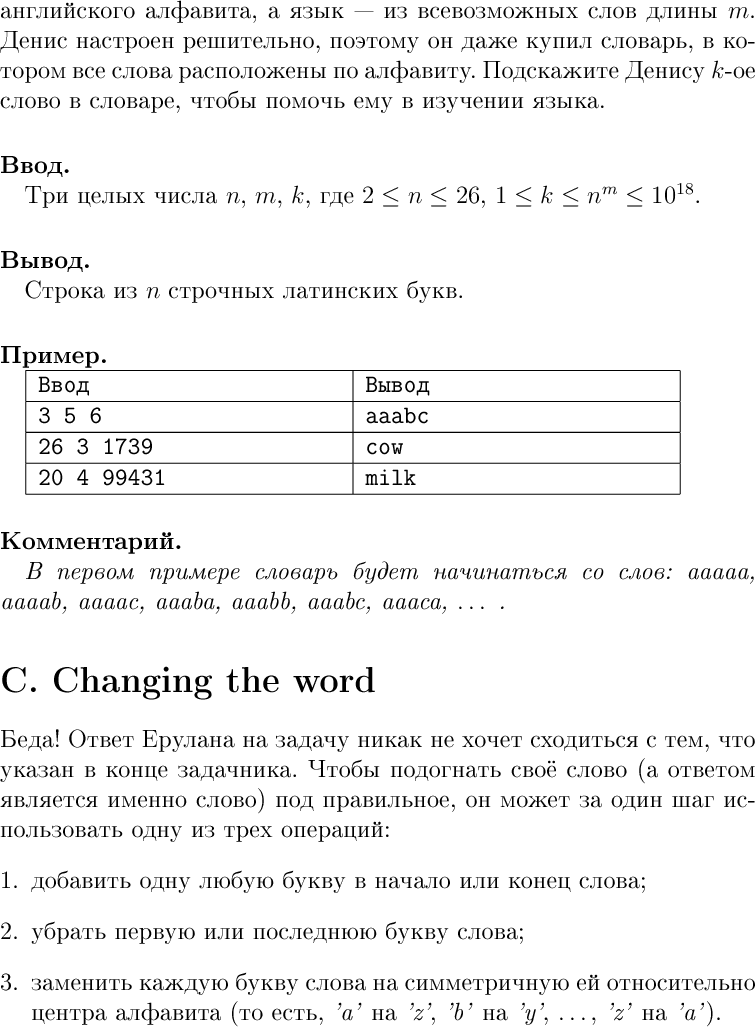 английского алфавита, а язык — из всевозможных слов длины m.
Денис настроен решительно, поэтому он даже купил словарь, в ко-
тором все слова расположены по алфавиту. Подскажите Денису k-ое
слово в словаре, чтобы помочь ему в изучении языка.
Ввод.
Три целых числа n, m, k, где 2 ≤ n ≤ 26, 1 ≤ k ≤ n^m ≤ 10^18.
Вывод.
Строка из n строчных латинских букв.
Пример.
Ввод Вывод
3 5 6 aaabc
26 3 1739 cow
20 4 99431 milk
Комментарий.
В первом примере словарь будет начинаться со слов: aaaaa,
aaaab, aaaac, aaaba, aaabb, aaabc, aaaca, ... .
C. Changing the word
Беда! Ответ Ерулана на задачу никак не хочет сходиться с тем, что
указан в конце задачника. Чтобы подогнать своё слово (а ответом
является именно слово) под правильное, он может за один шаг ис-
пользовать одну из трех операций:
1. добавить одну любую букву в начало или конец слова;
2. убрать первую или последнюю букву слова;
3. заменить каждую букву слова на симметричную ей относительно
центра алфавита (то есть, 'a' на 'z', 'b' на 'y', ..., 'z' на 'a').